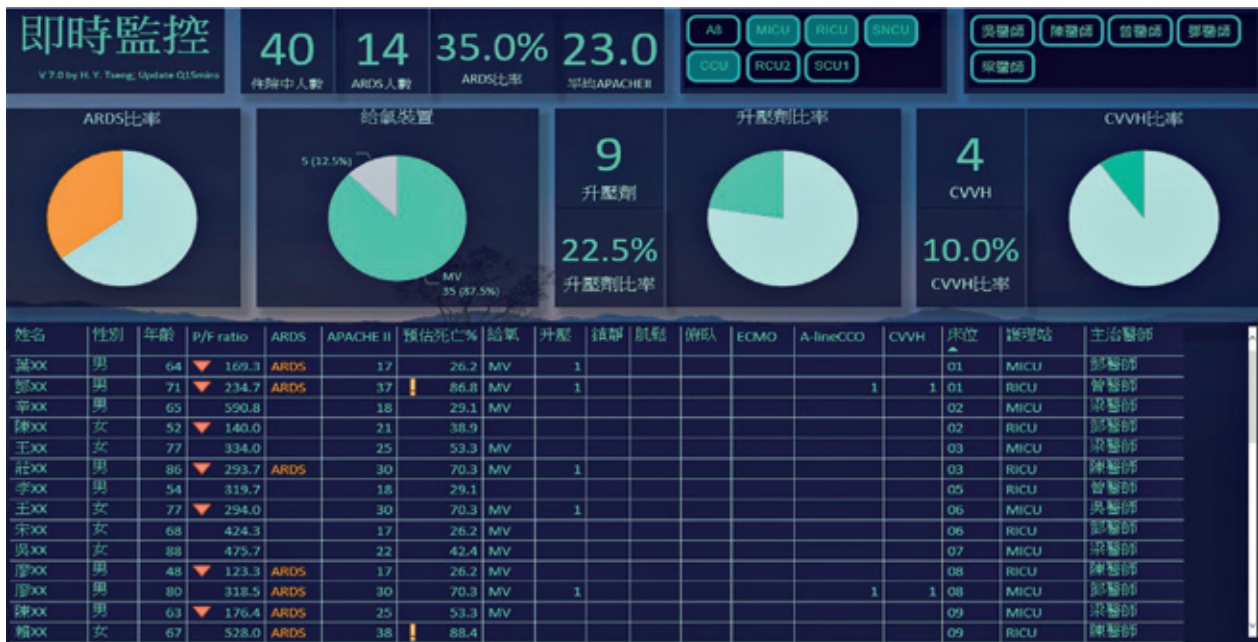 即時監控
V 7.0 by H. Y. Tseng; Update Q15mins
40
住院中人數
14
ARDS人數
35.0%
ARDS比率
23.0
平均APACHEII
A8 MICU RICU SNCU
CCU RCU2 SCU1
吳醫師 陳醫師 曾醫師 鄧醫師
梁醫師
ARDS比率
給氧裝置
5 (12.5%)
MV
35 (87.5%)
9
升壓劑
22.5%
升壓劑比率
升壓劑比率
4
CVVH
10.0%
CVVH比率
CVVH比率
姓名 性別 年齡 P/F ratio ARDS APACHE II 預估死亡% 給氧 升壓 鎮靜 肌鬆 俯臥 ECMO A-lineCCO CVVH 床位 護理站 主治醫師
葉XX 男 64 169.3 ARDS 17 26.2 MV 1 01 MICU 醫師
XX 男 71 234.7 ARDS 37 86.8 MV 1 1 1 01 RICU 曾醫師
辛XX 男 65 590.8 18 29.1 MV 02 MICU 梁醫師
陳XX 女 52 140.0 21 38.9 02 RICU 醫師
王XX 女 77 334.0 25 53.3 MV 03 MICU 梁醫師
莊XX 男 86 293.7 ARDS 30 70.3 MV 1 03 RICU 陳醫師
李XX 男 54 319.7 18 29.1 05 RICU 曾醫師
王XX 女 77 294.0 30 70.3 MV 1 06 MICU 吳醫師
宋XX 女 68 424.3 17 26.2 MV 06 RICU 醫師
吳XX 女 88 475.7 22 42.4 MV 07 MICU 梁醫師
廖XX 男 48 123.3 ARDS 17 26.2 MV 08 RICU 陳醫師
廖XX 男 80 318.5 ARDS 30 70.3 MV 1 1 1 08 MICU 醫師
陳XX 男 63 176.4 ARDS 25 53.3 MV 09 MICU 梁醫師
賴XX 女 67 528.0 ARDS 38 88.4 09 RICU 陳醫師